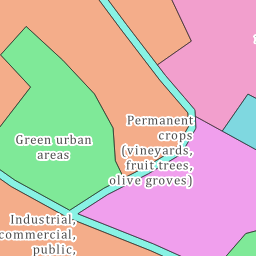 Green urban
areas
Permanent
crops
(vineyards,
fruit trees,
olive groves)
Industrial,
commercial,
public,